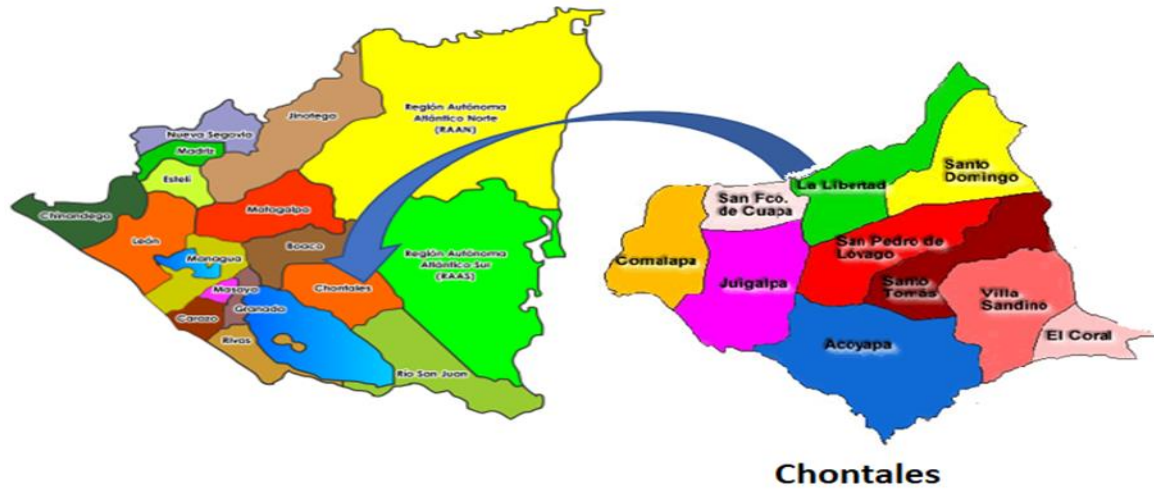 Región Autónoma
Atlántico Norte
(RAAN)
Jinotega
Nueva Segovia
Madriz
Estelí
Chinandega
León
Matagalpa
Managua
Boaco
Región Autónoma
Atlántico Sur
(RAAS)
Chontales
Masaya
Granada
Carazo
Rivas
Río San Juan
Santo
Domingo
La Libertad
San Fco.
de Cuapa
San Pedro de
Lóvago
Comalapa
Juigalpa
Santo
Tomás
Villa
Sandino
El Coral
Acoyapa
Chontales